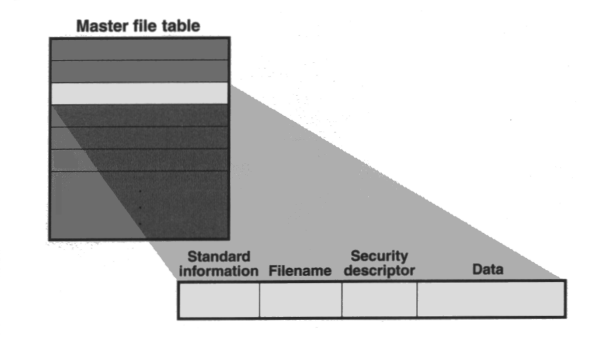 Master file table
Standard information
Filename
Security descriptor
Data